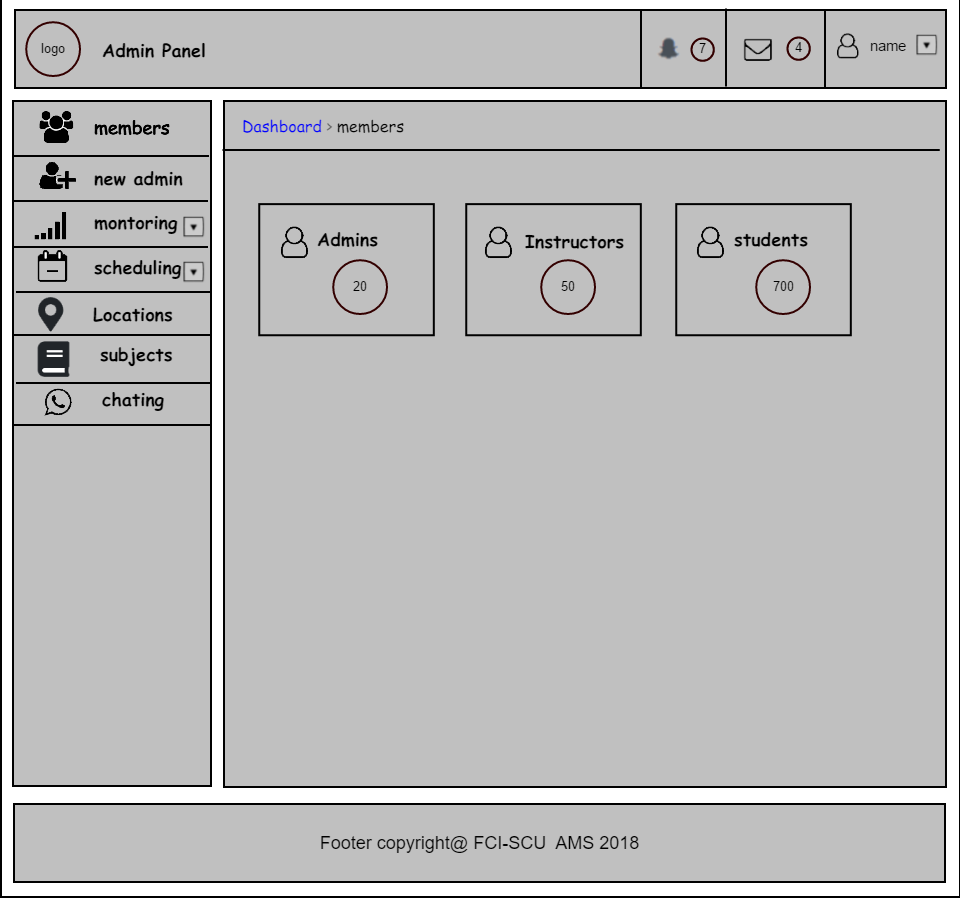 logo
Admin Panel
7
4
name
members
new admin
montoring
scheduling
Locations
subjects
chating
Dashboard > members
Admins
20
Instructors
50
students
700
Footer copyright@ FCI-SCU  AMS 2018